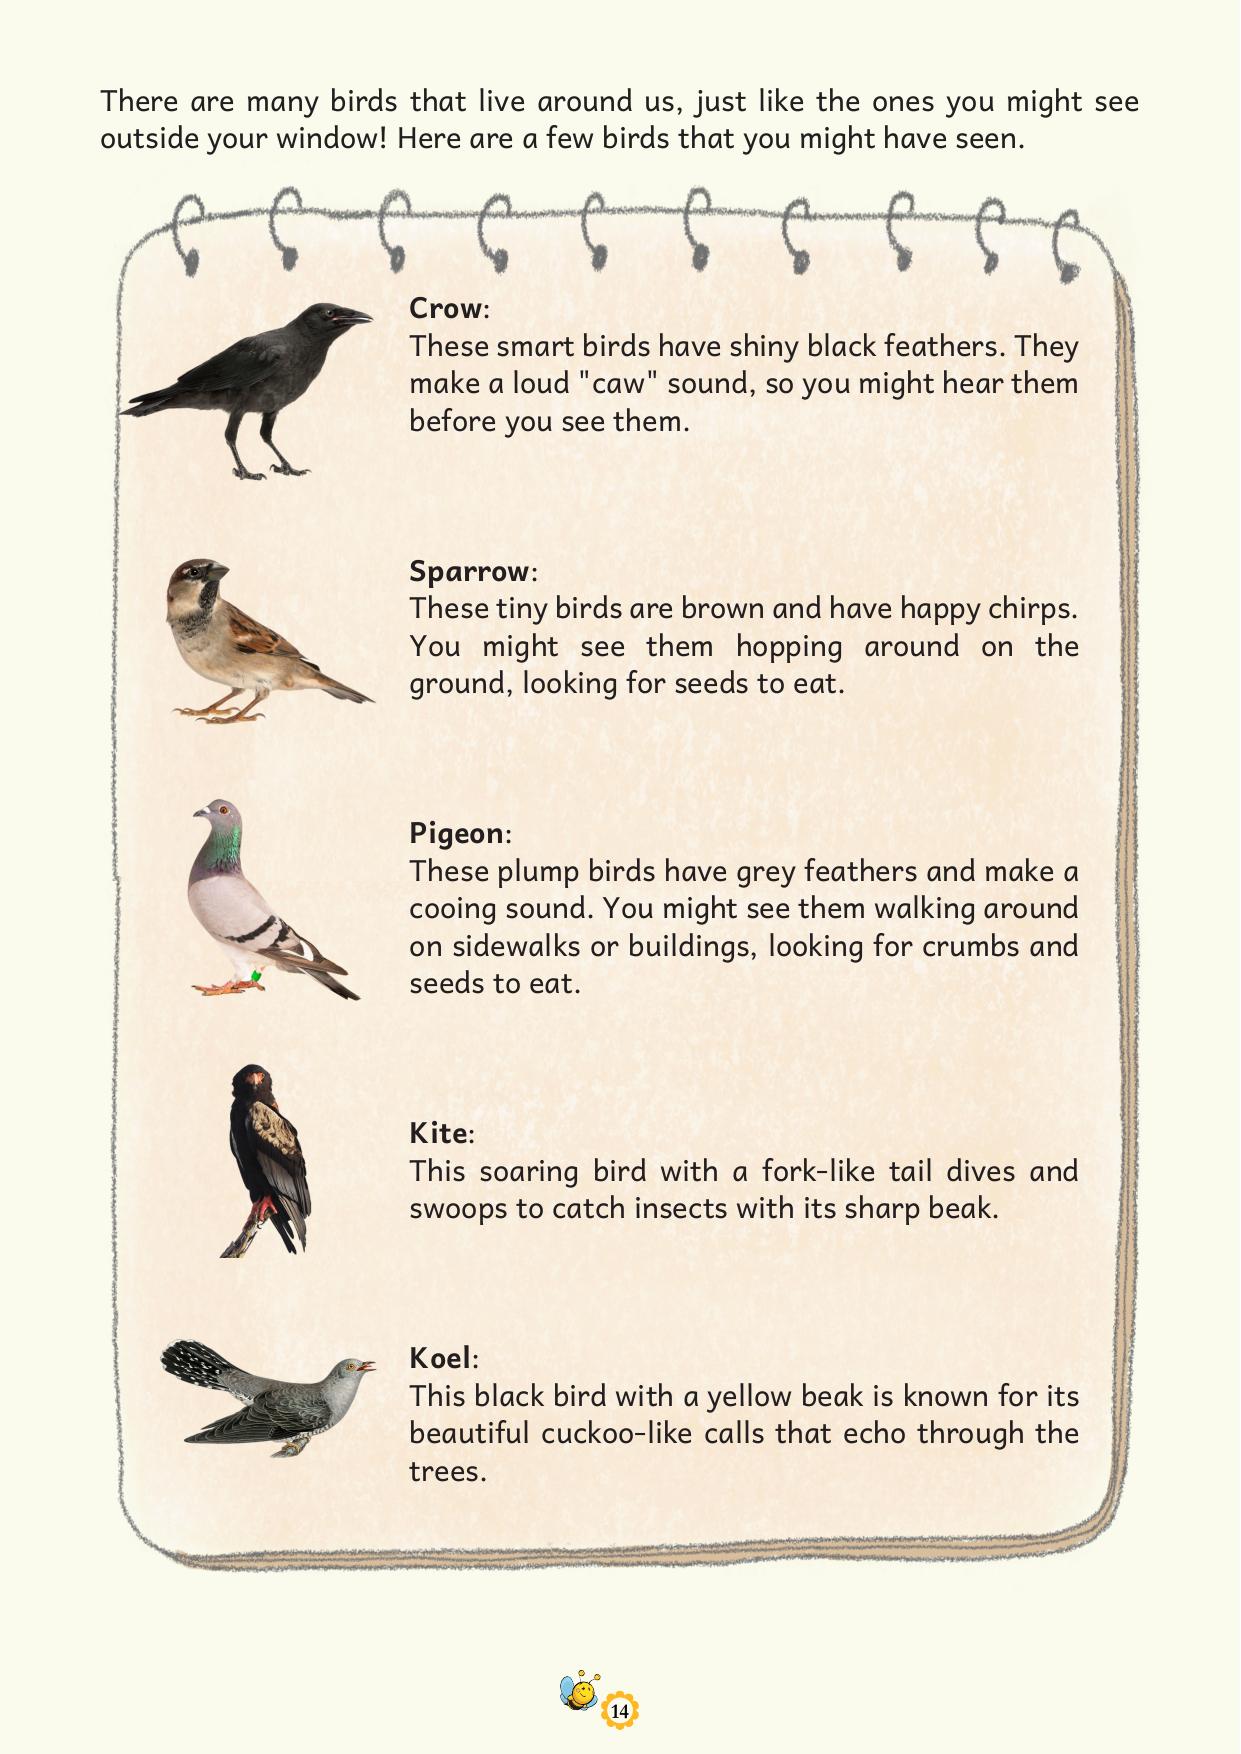 There are many birds that live around us, just like the ones you might see
outside your window! Here are a few birds that you might have seen.
Crow:
These smart birds have shiny black feathers. They
make a loud "caw" sound, so you might hear them
before you see them.
Sparrow:
These tiny birds are brown and have happy chirps.
You might see them hopping around on the
ground, looking for seeds to eat.
Pigeon:
These plump birds have grey feathers and make a
cooing sound. You might see them walking around
on sidewalks or buildings, looking for crumbs and
seeds to eat.
Kite:
This soaring bird with a fork-like tail dives and
swoops to catch insects with its sharp beak.
Koel:
This black bird with a yellow beak is known for its
beautiful cuckoo-like calls that echo through the
trees.
14